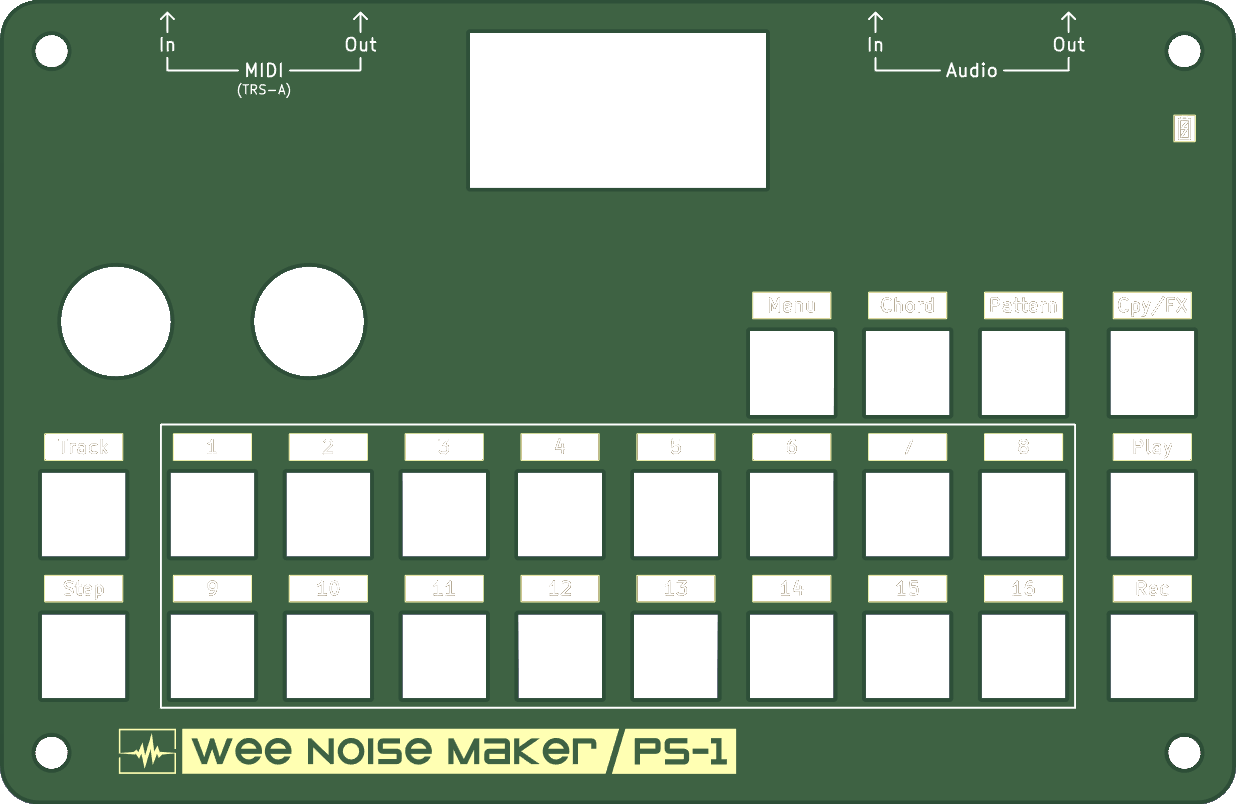 In Out In Out
MIDI Audio
(TRS-A)
Menu Chord Pattern Cpy/FX
Track 1 2 3 4 5 6 7 8 Play
Step 9 10 11 12 13 14 15 16 Rec
Wee Noise Maker/PS-1